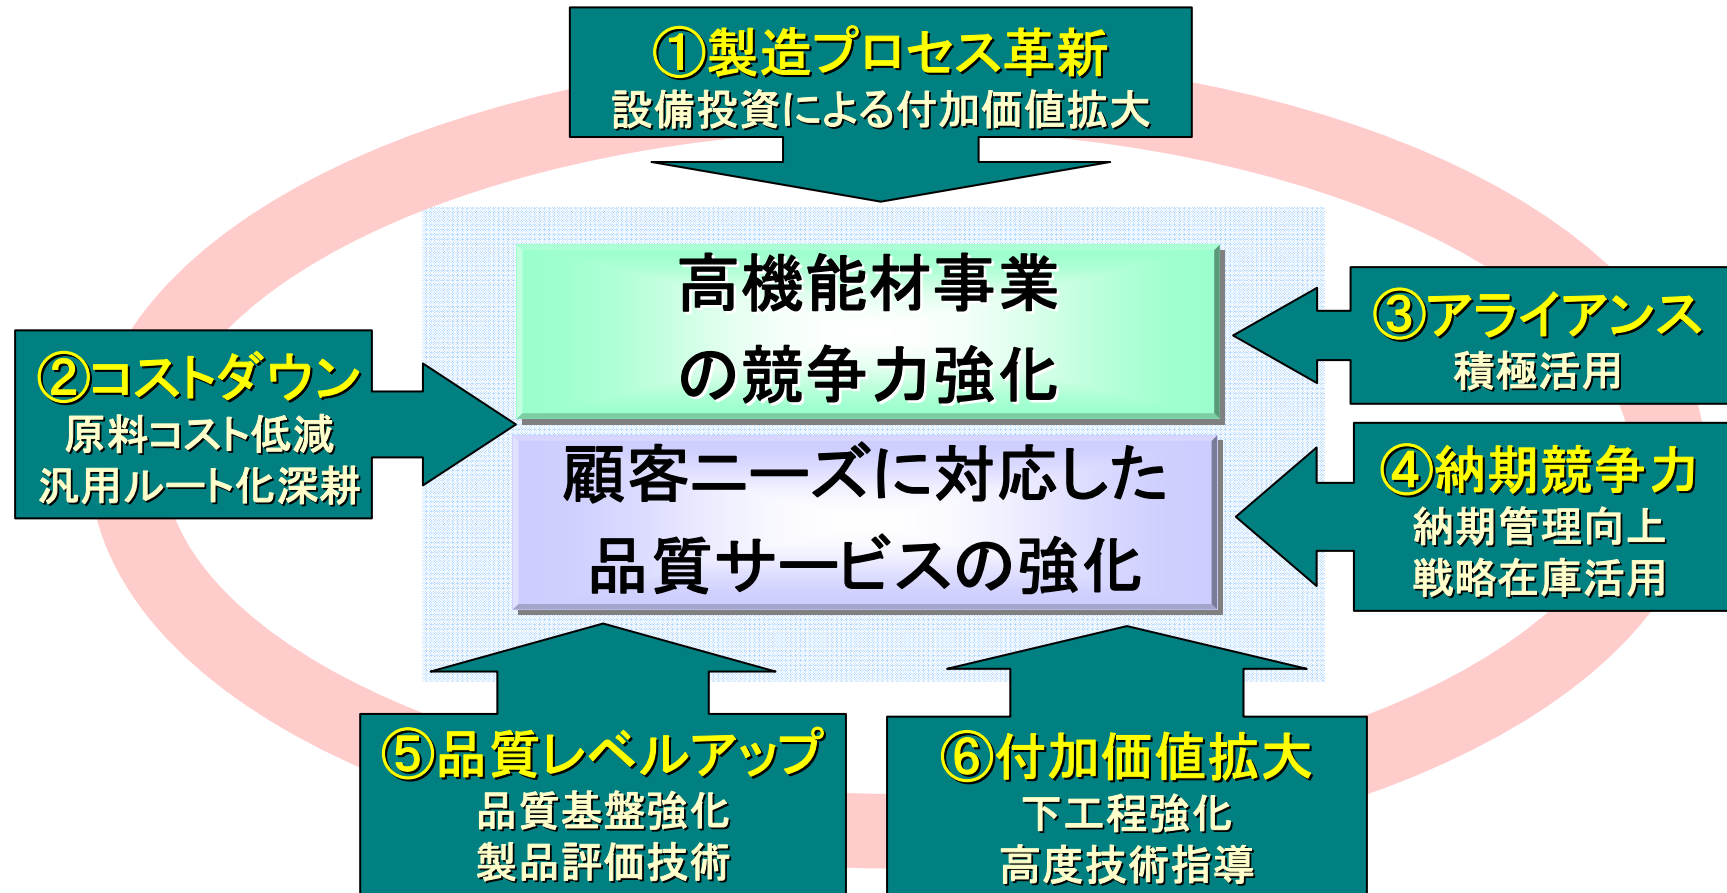 ①製造プロセス革新
設備投資による付加価値拡大
高機能材事業
の競争力強化
顧客ニーズに対応した
品質サービスの強化
②コストダウン
原料コスト低減
汎用ルート化深耕
③アライアンス
積極活用
④納期競争力
納期管理向上
戦略在庫活用
⑤品質レベルアップ
品質基盤強化
製品評価技術
⑥付加価値拡大
下工程強化
高度技術指導